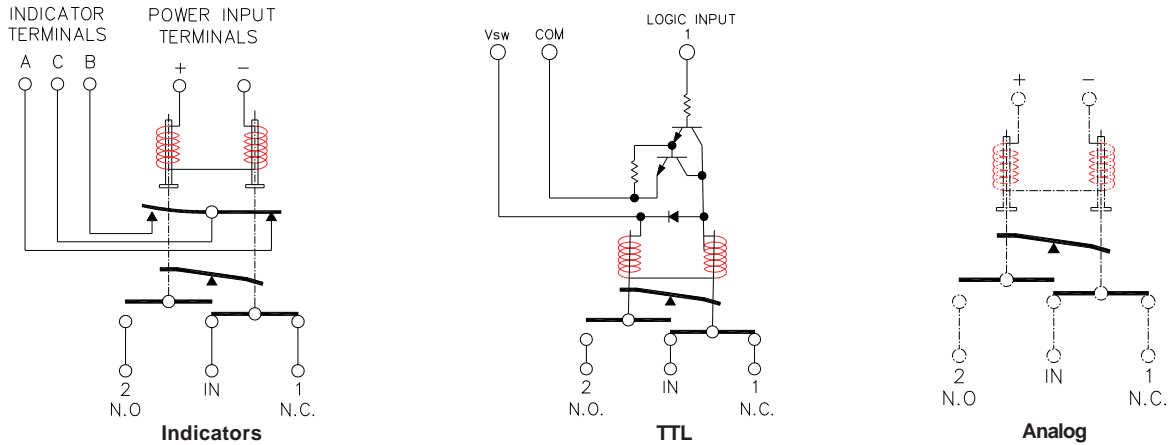 INDICATOR
TERMINALS
A C B
POWER INPUT
TERMINALS
+ −
2
N.O
IN
1
N.C.
Indicators
Vsw
COM
LOGIC INPUT
1
2
N.O.
IN
1
N.C.
TTL
+ −
2
N.O.
IN
1
N.C.
Analog